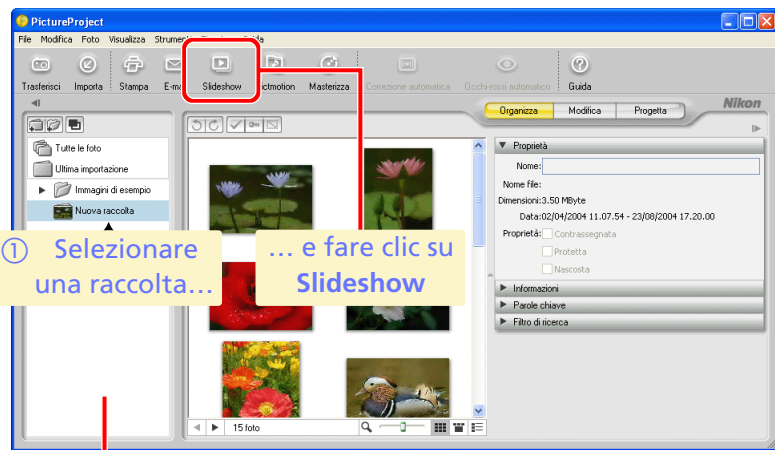 PictureProject
File Modifica Foto Visualizza
Trasferisci Importa Stampa Slideshow Masterizza Correzione automatica Occhi-rossi automatico Guida
Nikon
Organizza Modifica Progetta
Tutte le foto
Ultima importazione
Immagini di esempio
Nuova raccolta
① Selezionare
una raccolta...
... e fare clic su
Slideshow
Proprietà
Nome:
Nome file:
Dimensioni:3.50 MByte
Data:02/04/2004 11.07.54 - 23/08/2004 17.20.00
Proprietà: Contrassegnata
Protetta
Nascosta
Informazioni
Parole chiave
Filtro di ricerca
15 foto